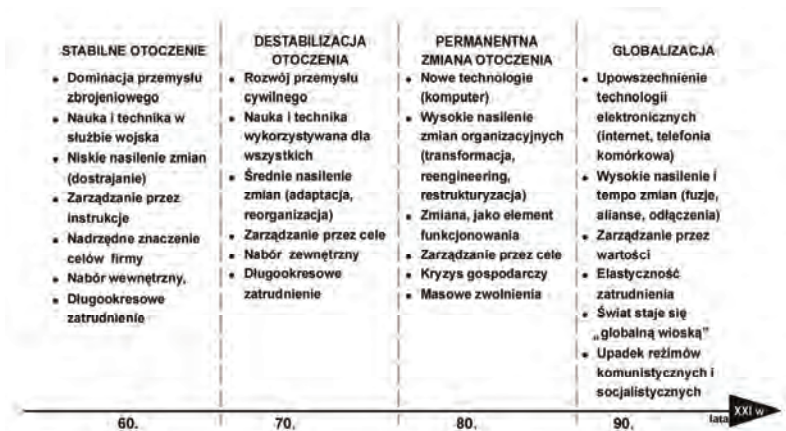 STABILNE OTOCZENIE
• Dominacja przemysłu
zbrojeniowego
• Nauka i technika w
służbie wojska
• Niskie nasilenie zmian
(dostrajanie)
• Zarządzanie przez
instrukcje
• Nadrzędne znaczenie
celów firmy
• Nabór wewnętrzny,
• Długookresowe
zatrudnienie
DESTABILIZACJA
OTOCZENIA
• Rozwój przemysłu
cywilnego
• Nauka i technika
wykorzystywana dla
wszystkich
• Średnie nasilenie
zmian (adaptacja,
reorganizacja)
• Zarządzanie przez cele
• Nabór zewnętrzny
• Długookresowe
zatrudnienie
PERMANENTNA
ZMIANA OTOCZENIA
• Nowe technologie
(komputer)
• Wysokie nasilenie
zmian organizacyjnych
(transformacja,
reengineering,
restrukturyzacja)
• Zmiana, jako element
funkcjonowania
• Zarządzanie przez cele
• Kryzys gospodarczy
• Masowe zwolnienia
GLOBALIZACJA
• Upowszechnienie
technologii
elektronicznych
(internet, telefonia
komórkowa)
• Wysokie nasilenie i
tempo zmian (fuzje,
alianse, odłączenia)
• Zarządzanie przez
wartości
• Elastyczność
zatrudnienia
• Świat staje się
„globalną wioską”
• Upadek reżimów
komunistycznych i
socjalistycznych
60. 70. 80. 90. lata XXI w